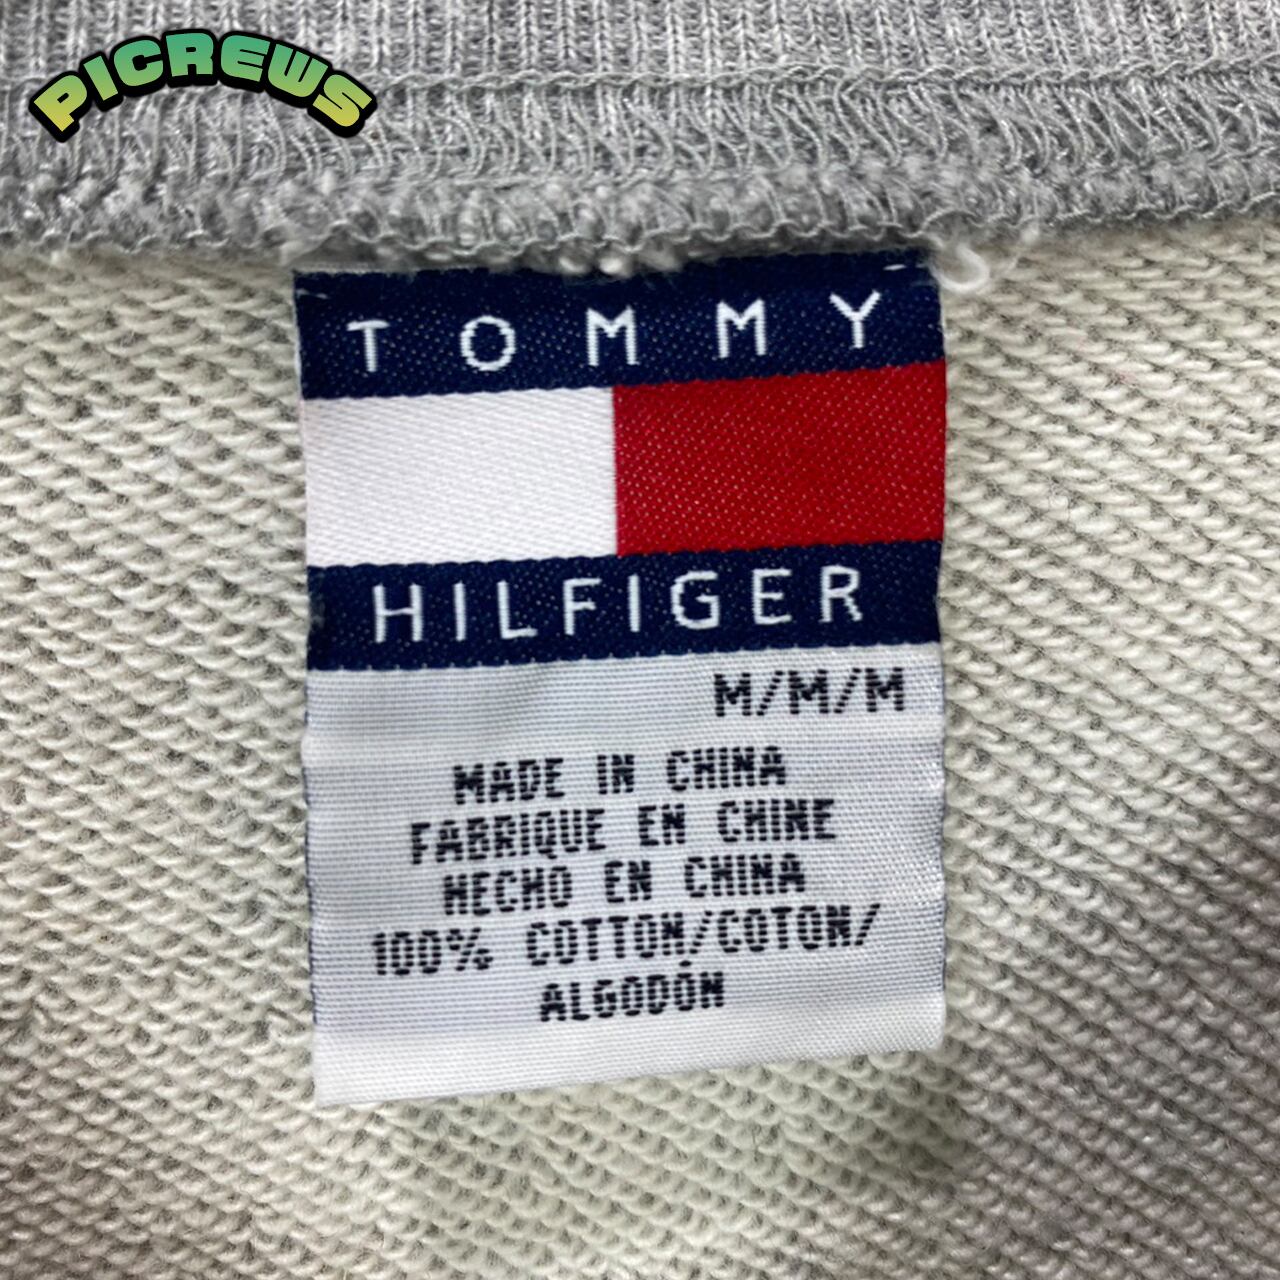 PICREWS
TOMMY
HILFIGER
M/M/M
MADE IN CHINA
FABRIQUE EN CHINE
HECHO EN CHINA
100% COTTON/COTON/
ALGODÓN